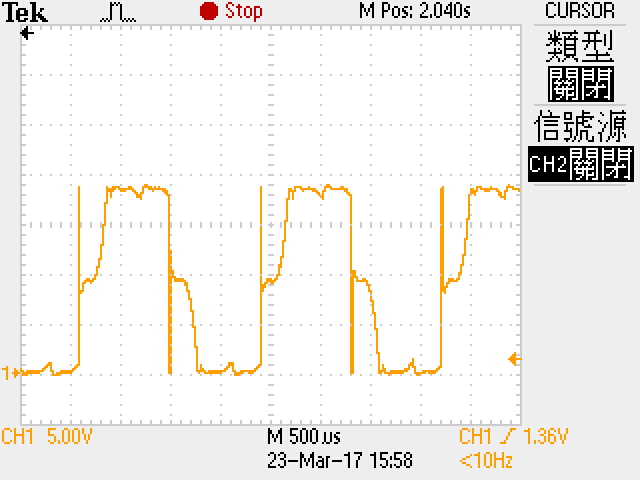 Tek Stop M Pos: 2.040s CURSOR
類型
關閉
信號源
CH2關閉
1
CH1 5.00V M 500µs CH1 1.36V
23-Mar-17 15:58 <10Hz